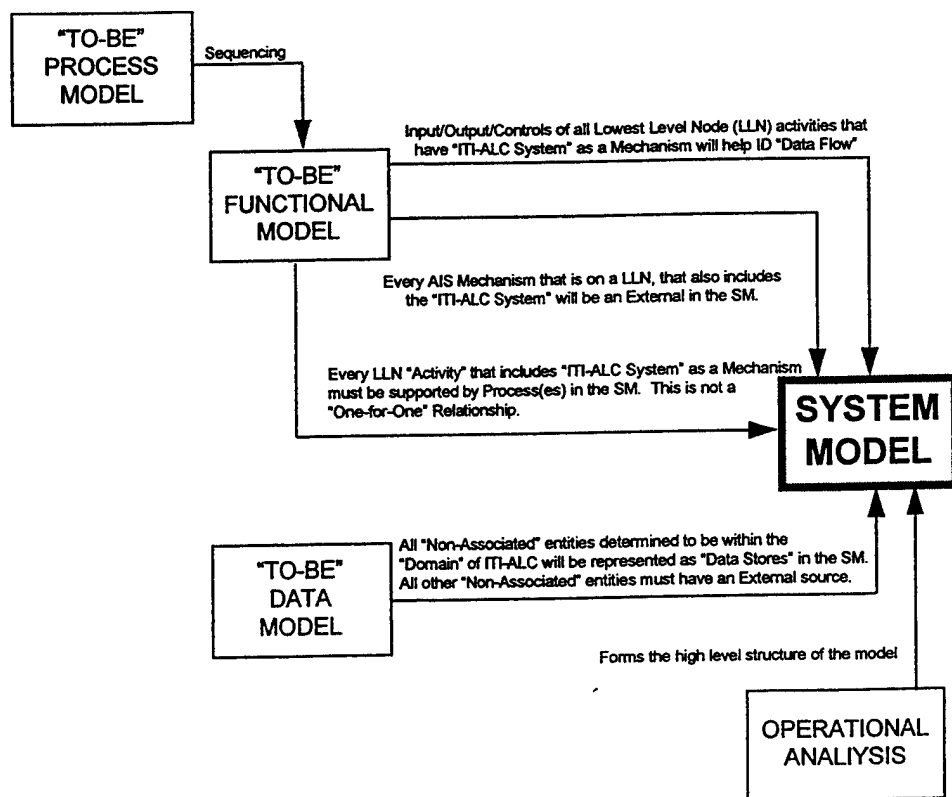 "TO-BE"
PROCESS
MODEL
Sequencing
Input/Output/Controls of all Lowest Level Node (LLN) activities that
have "ITI-ALC System" as a Mechanism will help ID "Data Flow"
"TO-BE"
FUNCTIONAL
MODEL
Every AIS Mechanism that is on a LLN, that also includes
the "ITI-ALC System" will be an External in the SM.
Every LLN "Activity" that includes "ITI-ALC System" as a Mechanism
must be supported by Process(es) in the SM. This is not a
"One-for-One" Relationship.
SYSTEM
MODEL
"TO-BE"
DATA
MODEL
All "Non-Associated" entities determined to be within the
"Domain" of ITI-ALC will be represented as "Data Stores" in the SM.
All other "Non-Associated" entities must have an External source.
Forms the high level structure of the model
OPERATIONAL
ANALIYSIS